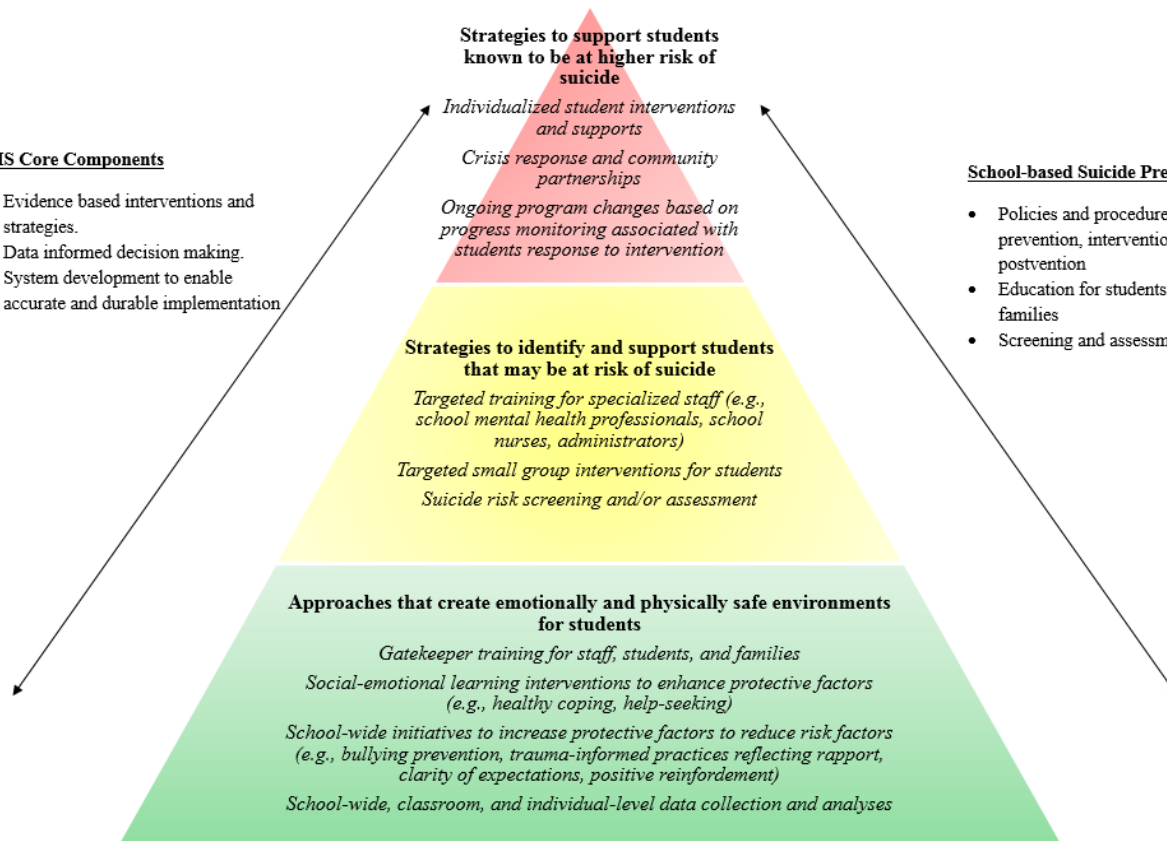 Strategies to support students
known to be at higher risk of
suicide
Individualized student interventions
and supports
Crisis response and community
partnerships
Ongoing program changes based on
progress monitoring associated with
students response to intervention
IS Core Components
Evidence based interventions and
strategies.
Data informed decision making.
System development to enable
accurate and durable implementation
School-based Suicide Pre
• Policies and procedure
prevention, interventio
postvention
• Education for students
families
• Screening and assessm
Strategies to identify and support students
that may be at risk of suicide
Targeted training for specialized staff (e.g.,
school mental health professionals, school
nurses, administrators)
Targeted small group interventions for students
Suicide risk screening and/or assessment
Approaches that create emotionally and physically safe environments
for students
Gatekeeper training for staff, students, and families
Social-emotional learning interventions to enhance protective factors
(e.g., healthy coping, help-seeking)
School-wide initiatives to increase protective factors to reduce risk factors
(e.g., bullying prevention, trauma-informed practices reflecting rapport,
clarity of expectations, positive reinfordement)
School-wide, classroom, and individual-level data collection and analyses